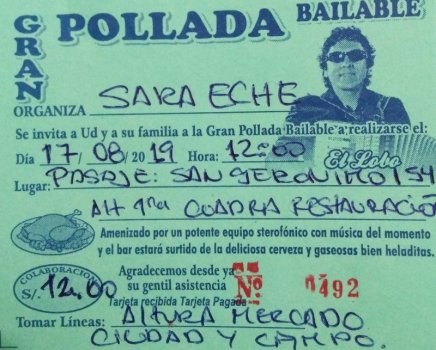 GRAN POLLADA BAILABLE
ORGANIZA SARA ECHE
Se invita a Ud y a su familia a la Gran Pollada Bailable a realizarse el:
Día 17/08/2019 Hora: 12:00
El Lobo
Lugar: PASAJE: SAN GERONIMO 154
AH 1ra CUADRA RESTAURACIÓ
Amenizado por un potente equipo sterofónico con música del momento
y el bar estará surtido de la deliciosa cerveza y gaseosas bien heladitas.
COLABORACION
S/. 12.00
Agradecemos desde ya
su gentil asistencia
Nº 0492
Tarjeta recibida Tarjeta Pagada
Tomar Líneas: ALTURA MERCADO
CIUDAD Y CAMPO.